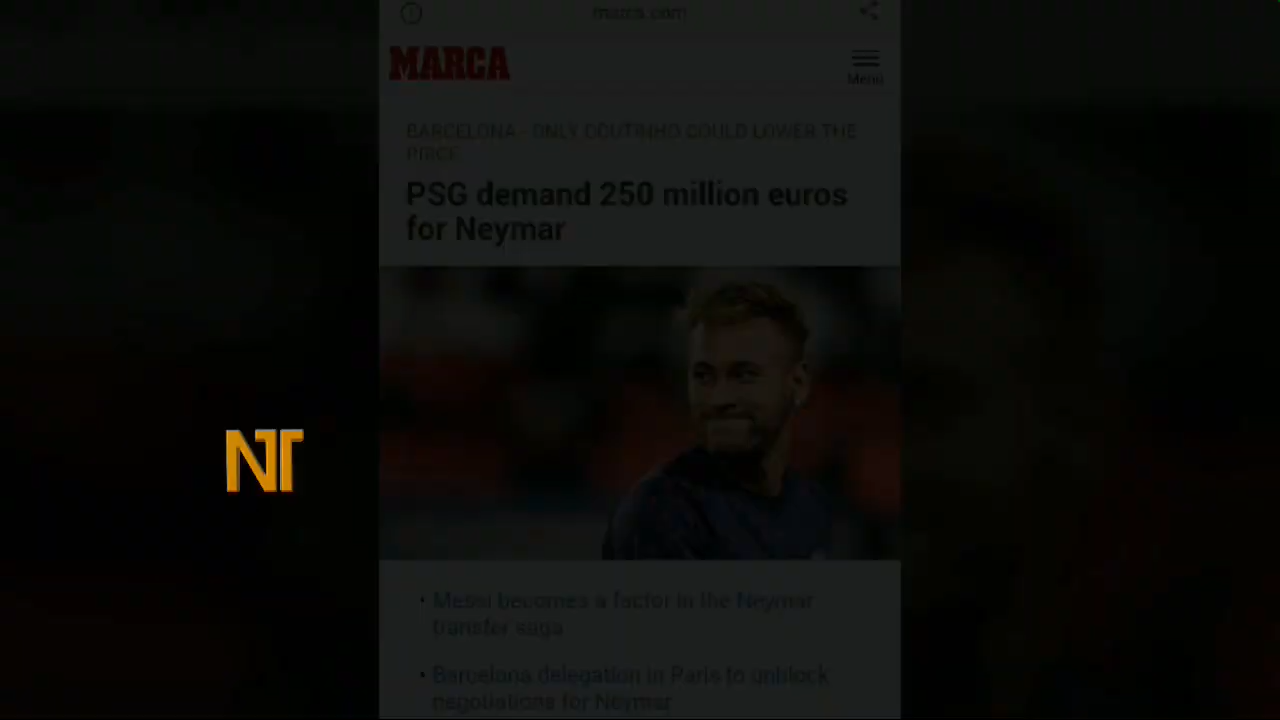 marca.com
MARCA
Menu
BARCELONA - ONLY COUTINHO COULD LOWER THE
PRICE
PSG demand 250 million euros
for Neymar
NT
Messi becomes a factor in the Neymar
transfer saga
Barcelona delegation in Paris to unblock
negotiations for Neymar